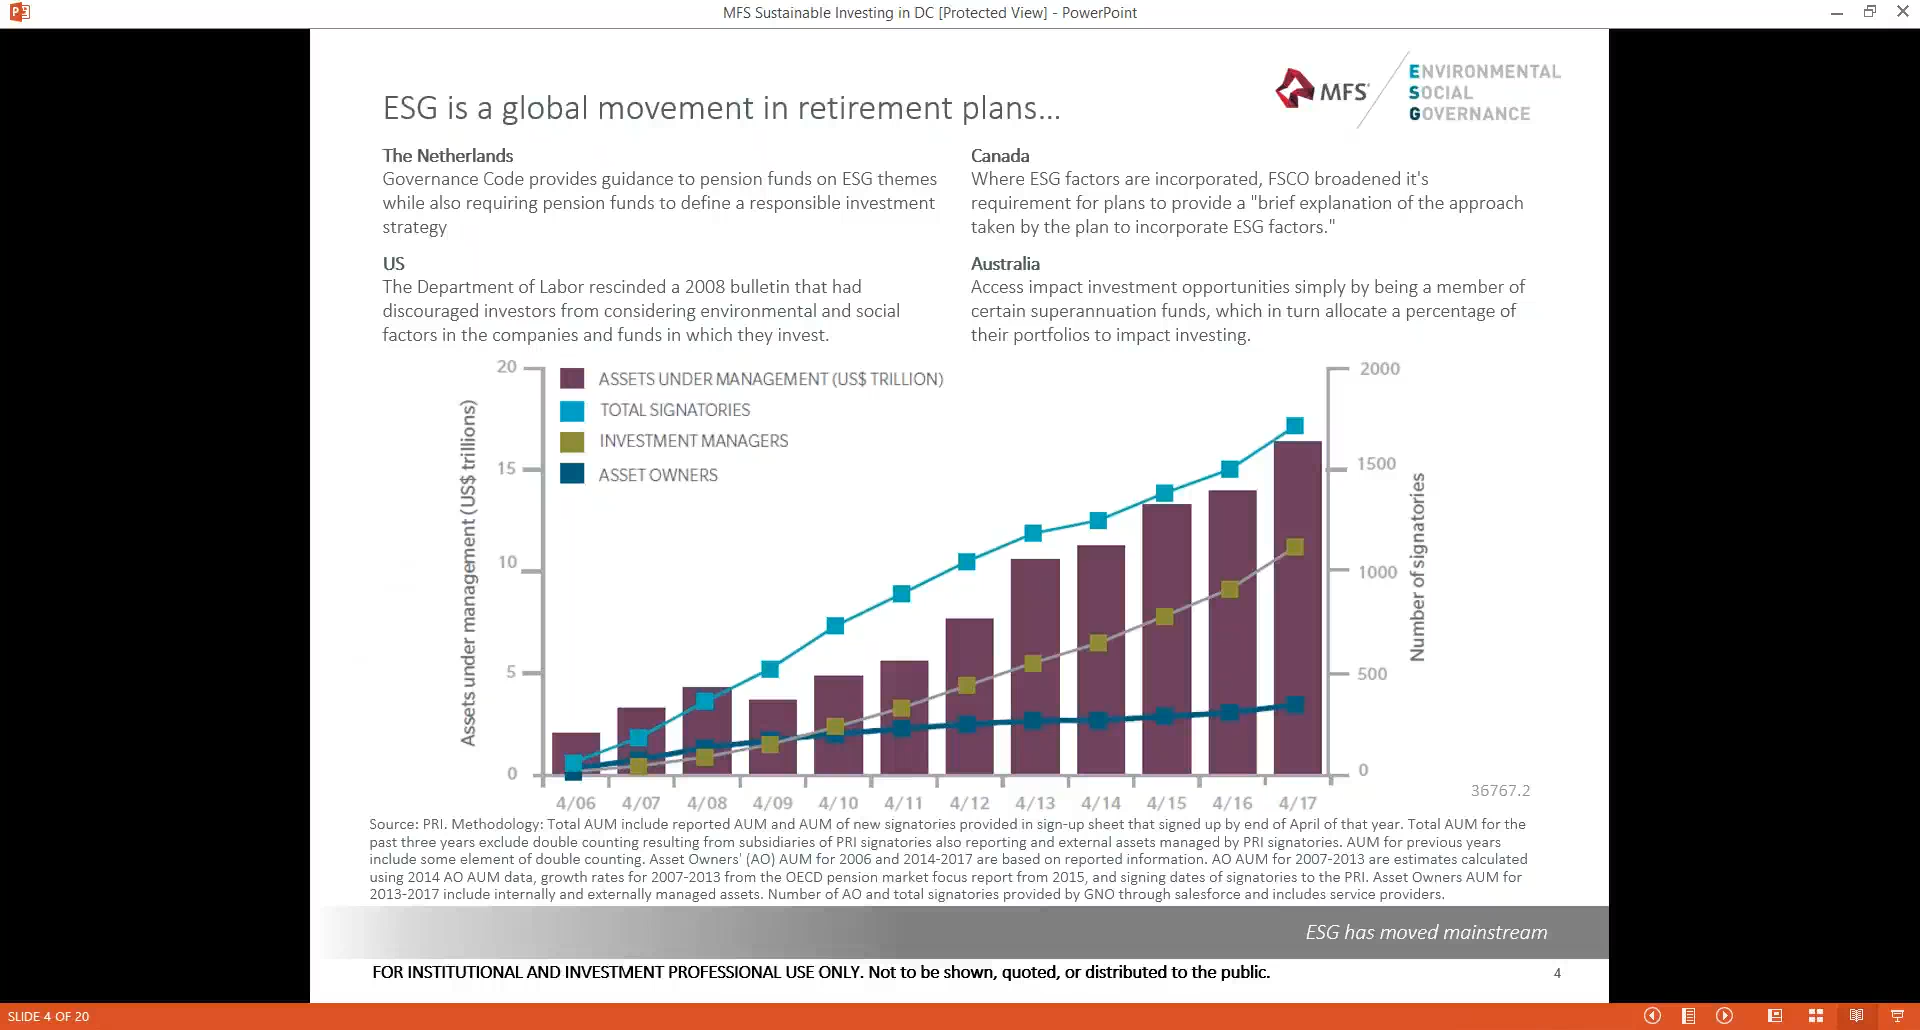 MFS Sustainable Investing in DC [Protected View] - PowerPoint
MFS®
ENVIRONMENTAL
SOCIAL
GOVERNANCE
ESG is a global movement in retirement plans...
The Netherlands
Governance Code provides guidance to pension funds on ESG themes
while also requiring pension funds to define a responsible investment
strategy
US
The Department of Labor rescinded a 2008 bulletin that had
discouraged investors from considering environmental and social
factors in the companies and funds in which they invest.
Canada
Where ESG factors are incorporated, FSCO broadened it's
requirement for plans to provide a "brief explanation of the approach
taken by the plan to incorporate ESG factors."
Australia
Access impact investment opportunities simply by being a member of
certain superannuation funds, which in turn allocate a percentage of
their portfolios to impact investing.
Assets under management (US$ trillions)
20
15
10
5
0
ASSETS UNDER MANAGEMENT (US$ TRILLION)
TOTAL SIGNATORIES
INVESTMENT MANAGERS
ASSET OWNERS
2000
1500
1000
500
0
Number of signatories
4/06 4/07 4/08 4/09 4/10 4/11 4/12 4/13 4/14 4/15 4/16 4/17
36767.2
Source: PRI. Methodology: Total AUM include reported AUM and AUM of new signatories provided in sign-up sheet that signed up by end of April of that year. Total AUM for the
past three years exclude double counting resulting from subsidiaries of PRI signatories also reporting and external assets managed by PRI signatories. AUM for previous years
include some element of double counting. Asset Owners' (AO) AUM for 2006 and 2014-2017 are based on reported information. AO AUM for 2007-2013 are estimates calculated
using 2014 AO AUM data, growth rates for 2007-2013 from the OECD pension market focus report from 2015, and signing dates of signatories to the PRI. Asset Owners AUM for
2013-2017 include internally and externally managed assets. Number of AO and total signatories provided by GNO through salesforce and includes service providers.
ESG has moved mainstream
FOR INSTITUTIONAL AND INVESTMENT PROFESSIONAL USE ONLY. Not to be shown, quoted, or distributed to the public.
4
SLIDE 4 OF 20